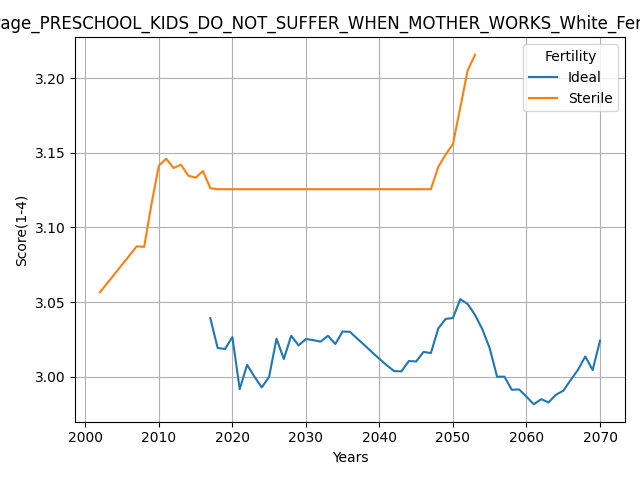 rage_PRESCHOOL_KIDS_DO_NOT_SUFFER_WHEN_MOTHER_WORKS_White_Fer
Fertility
Ideal
Sterile
3.20
3.15
3.10
3.05
3.00
Score(1-4)
2000 2010 2020 2030 2040 2050 2060 2070
Years